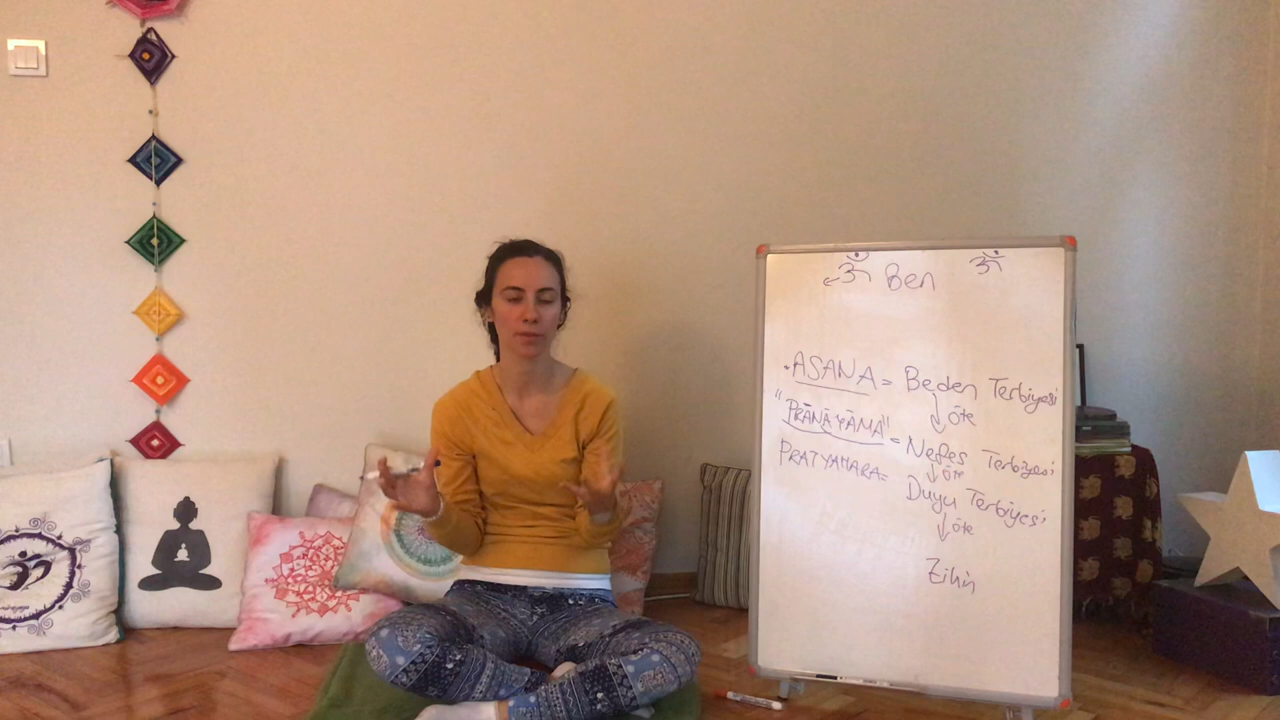 ॐ Ben ॐ
ASANA = Beden Terbiyesi
öte
"PRĀNĀYĀMA" = Nefes Terbiyesi
öte
PRATYAHARA = Duyu Terbiyesi
öte
Zihin